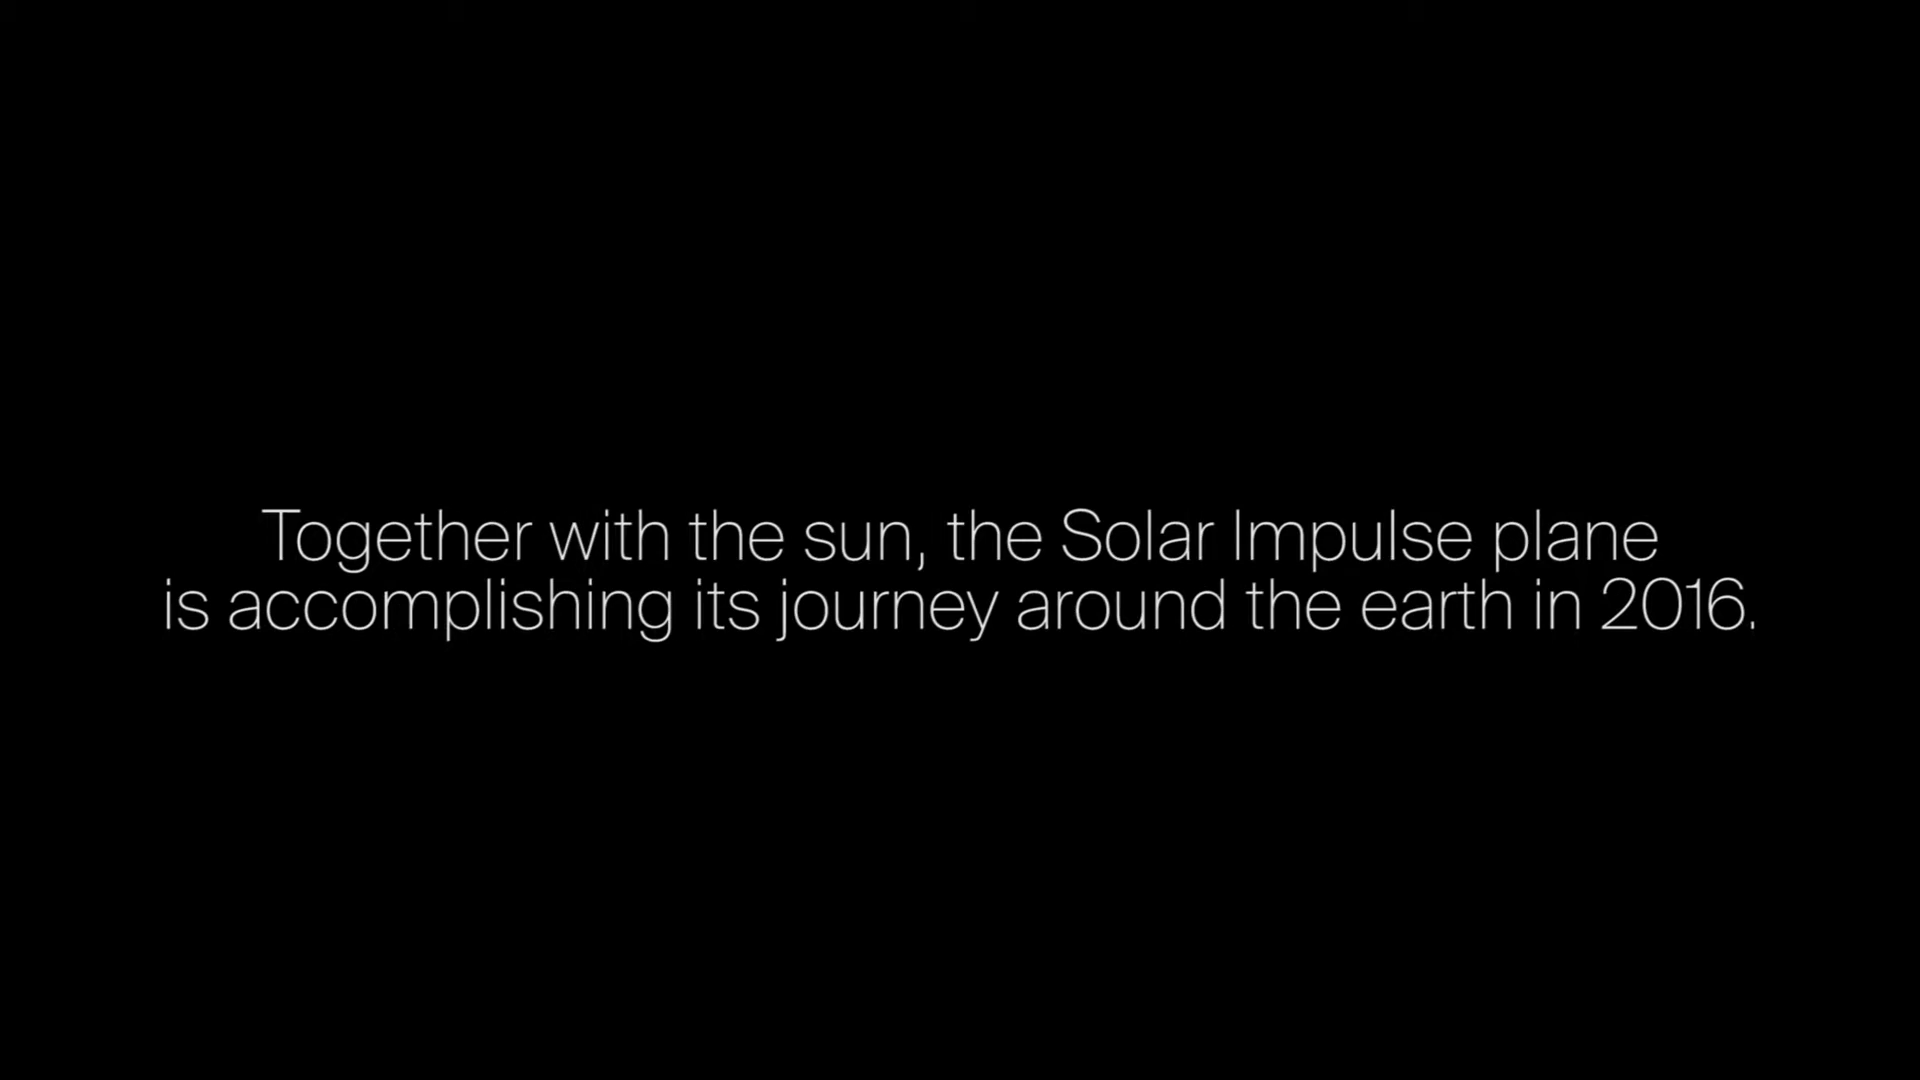 Together with the sun, the Solar Impulse plane
is accomplishing its journey around the earth in 2016.